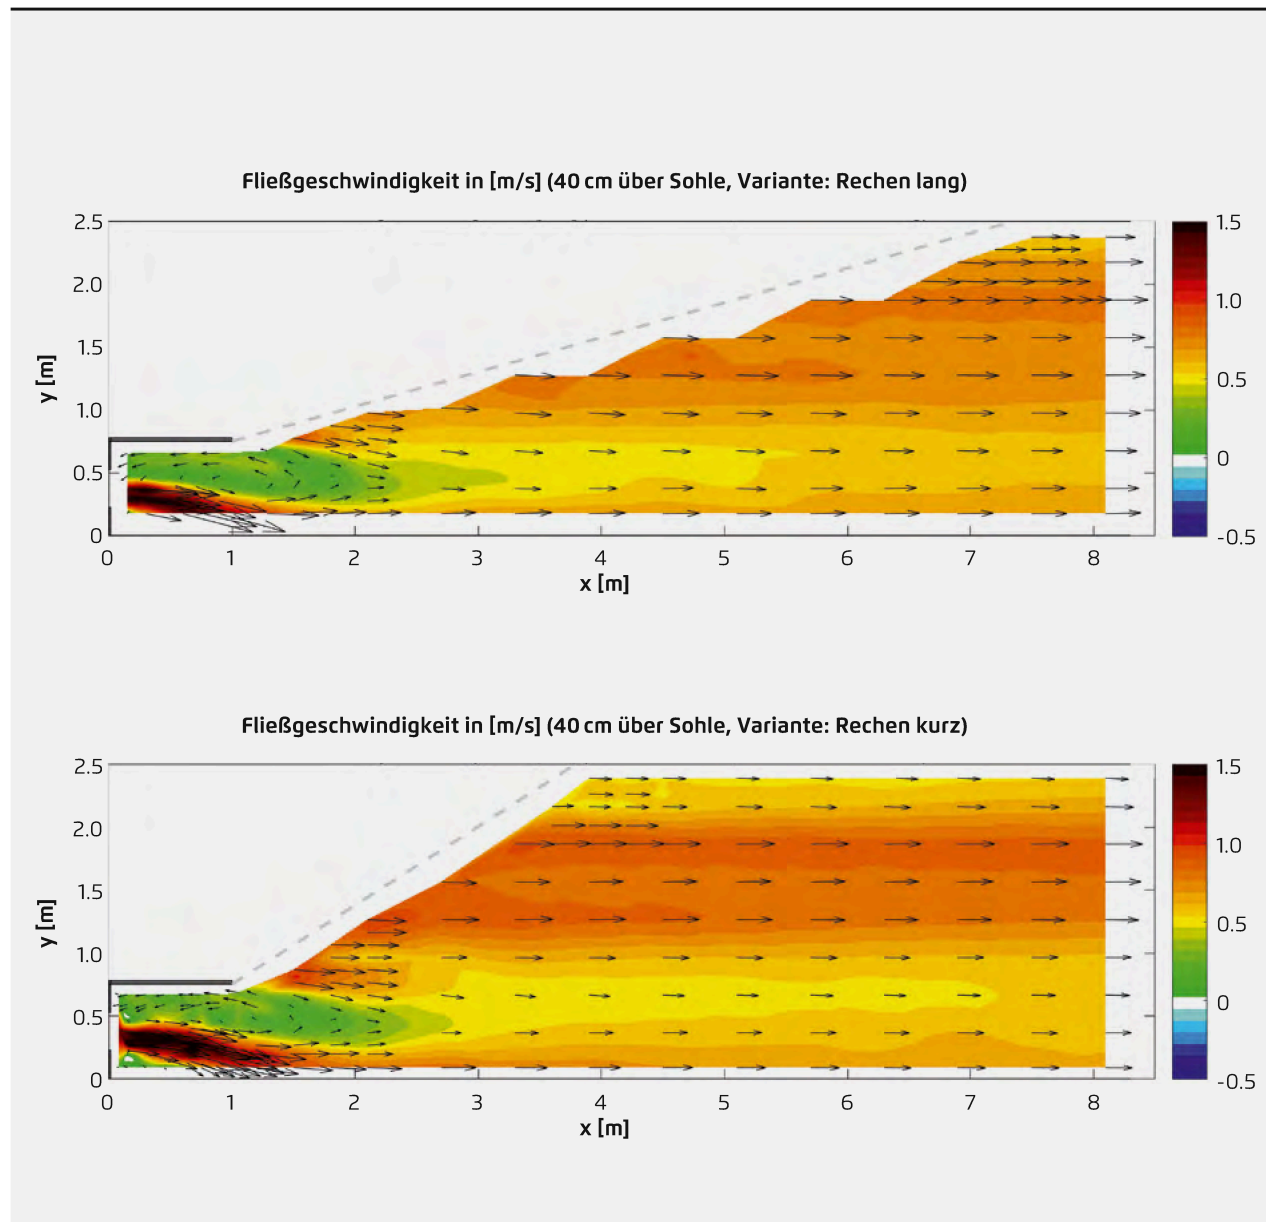 Fließgeschwindigkeit in [m/s] (40 cm über Sohle, Variante: Rechen lang)
2.5
2.0
1.5
1.0
0.5
0
y [m]
0 1 2 3 4 5 6 7 8
x [m]
1.5
1.0
0.5
0
-0.5
Fließgeschwindigkeit in [m/s] (40 cm über Sohle, Variante: Rechen kurz)
2.5
2.0
1.5
1.0
0.5
0
y [m]
0 1 2 3 4 5 6 7 8
x [m]
1.5
1.0
0.5
0
-0.5